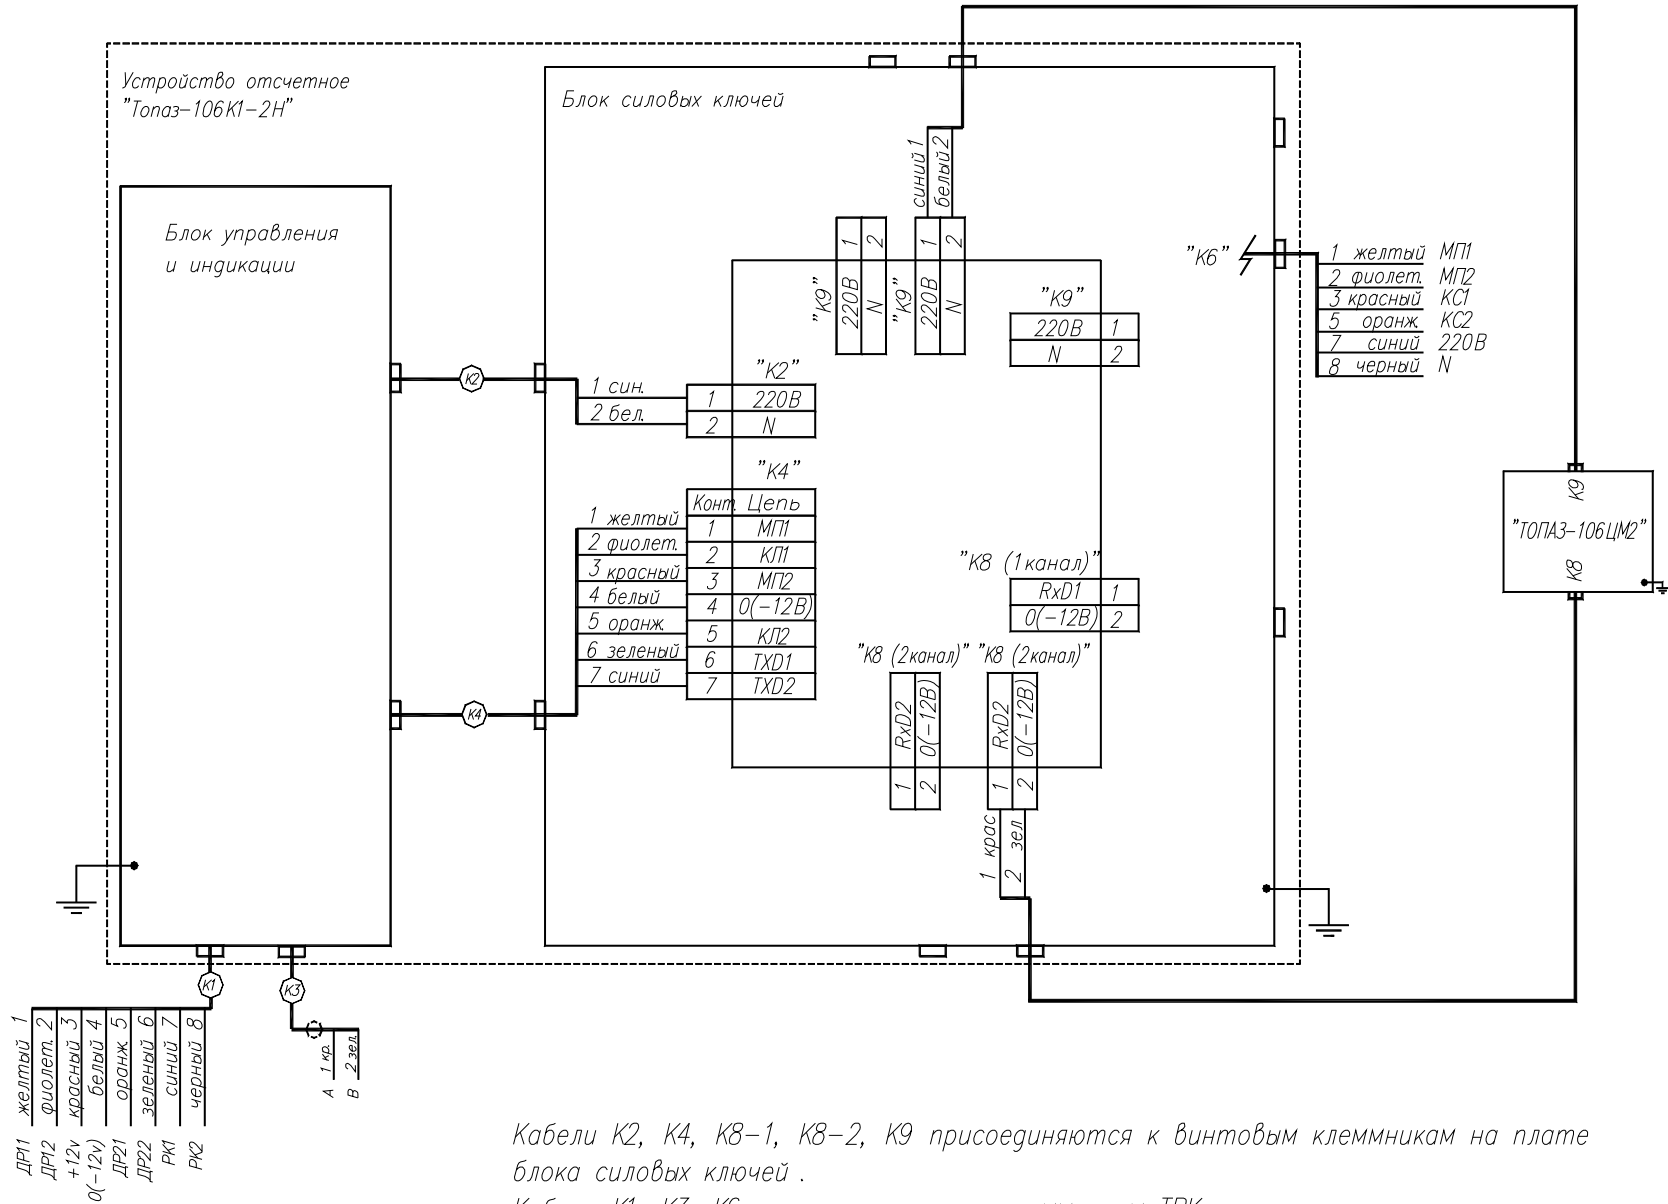 Устройство отсчетное
"Топаз-106К1-2Н"
Блок силовых ключей
Блок управления
и индикации
синий 1
белый 2
"К9"
220В 1
N 2
"К9"
220В 1
N 2
"К9"
220В 1
N 2
"К6"
1 желтый МП1
2 фиолет. МП2
3 красный КС1
5 оранж. КС2
7 синий 220В
8 черный N
К2
1 син.
2 бел.
"К2"
1 220В
2 N
"К4"
Конт. Цепь
1 желтый 1 МП1
2 фиолет. 2 КЛ1
3 красный 3 МП2
4 белый 4 0(-12В)
5 оранж. 5 КЛ2
6 зеленый 6 TXD1
7 синий 7 TXD2
К4
"К8 (1канал)"
RxD1 1
0(-12В) 2
"К8 (2канал)" "К8 (2канал)"
RxD2 1
0(-12В) 2
RxD2 1
0(-12В) 2
1 крас
2 зел
К9
"ТОПАЗ-106ЦМ2"
К8
К1
К3
ДР11 желтый 1
ДР12 фиолет. 2
+12v красный 3
0(-12v) белый 4
ДР21 оранж. 5
ДР22 зеленый 6
РК1 синий 7
РК2 черный 8
А 1 кр.
В 2 зел.
Кабели К2, К4, К8-1, К8-2, К9 присоединяются к винтовым клеммникам на плате
блока силовых ключей .